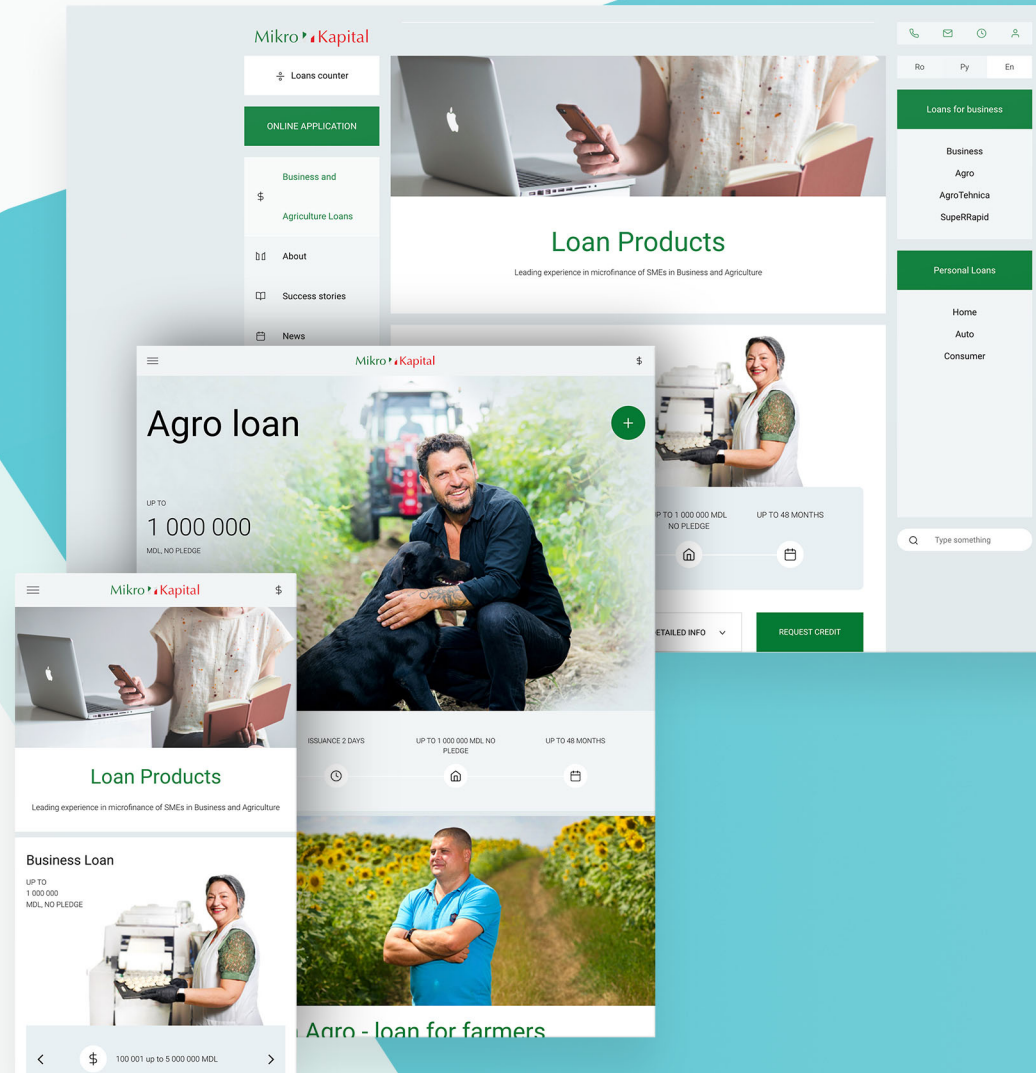 Mikro Kapital
Loans counter
ONLINE APPLICATION
Business and
Agriculture Loans
About
Success stories
News
Loan Products
Leading experience in microfinance of SMEs in Business and Agriculture
Ro Py En
Loans for business
Business
Agro
AgroTehnica
SupeRRapid
Personal Loans
Home
Auto
Consumer
Type something
P TO 1 000 000 MDL
NO PLEDGE
UP TO 48 MONTHS
ETAILED INFO
REQUEST CREDIT
Mikro Kapital
$
Agro loan
UP TO
1 000 000
MDL, NO PLEDGE
ISSUANCE 2 DAYS
UP TO 1 000 000 MDL NO
PLEDGE
UP TO 48 MONTHS
Agro - loan for farmers
Mikro Kapital
$
Loan Products
Leading experience in microfinance of SMEs in Business and Agriculture
Business Loan
UP TO
1 000 000
MDL, NO PLEDGE
$ 100 001 up to 5 000 000 MDL